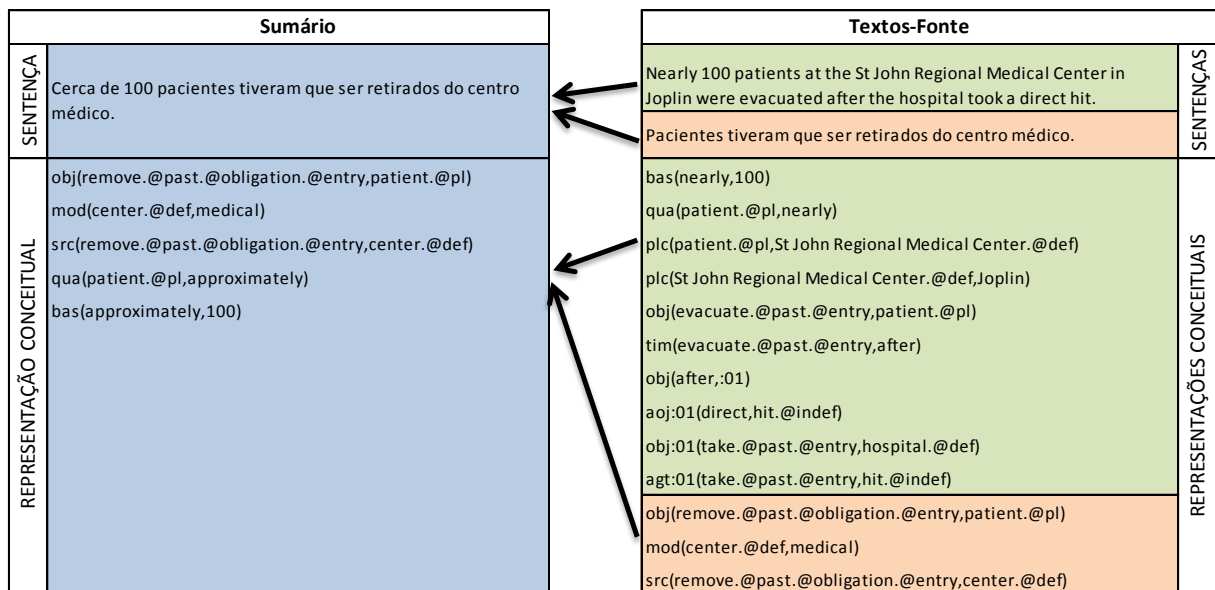 Sumário
SENTENÇA
Cerca de 100 pacientes tiveram que ser retirados do centro
médico.
REPRESENTAÇÃO CONCEITUAL
obj(remove.@past.@obligation.@entry,patient.@pl)
mod(center.@def,medical)
src(remove.@past.@obligation.@entry,center.@def)
qua(patient.@pl,approximately)
bas(approximately,100)
Textos-Fonte
Nearly 100 patients at the St John Regional Medical Center in
Joplin were evacuated after the hospital took a direct hit.
Pacientes tiveram que ser retirados do centro médico.
SENTENÇAS
bas(nearly,100)
qua(patient.@pl,nearly)
plc(patient.@pl,St John Regional Medical Center.@def)
plc(St John Regional Medical Center.@def,Joplin)
obj(evacuate.@past.@entry,patient.@pl)
tim(evacuate.@past.@entry,after)
obj(after,:01)
aoj:01(direct,hit.@indef)
obj:01(take.@past.@entry,hospital.@def)
agt:01(take.@past.@entry,hit.@indef)
obj(remove.@past.@obligation.@entry,patient.@pl)
mod(center.@def,medical)
src(remove.@past.@obligation.@entry,center.@def)
REPRESENTAÇÕES CONCEITUAIS